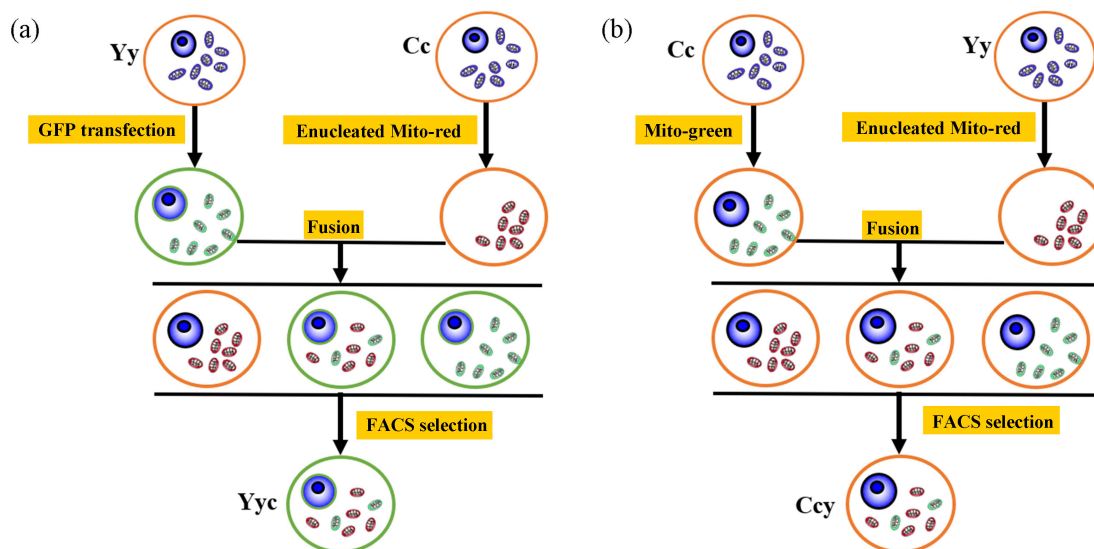 (a)
Yy
Cc
GFP transfection
Enucleated Mito-red
Fusion
FACS selection
Yyc
(b)
Cc
Yy
Mito-green
Enucleated Mito-red
Fusion
FACS selection
Ccy